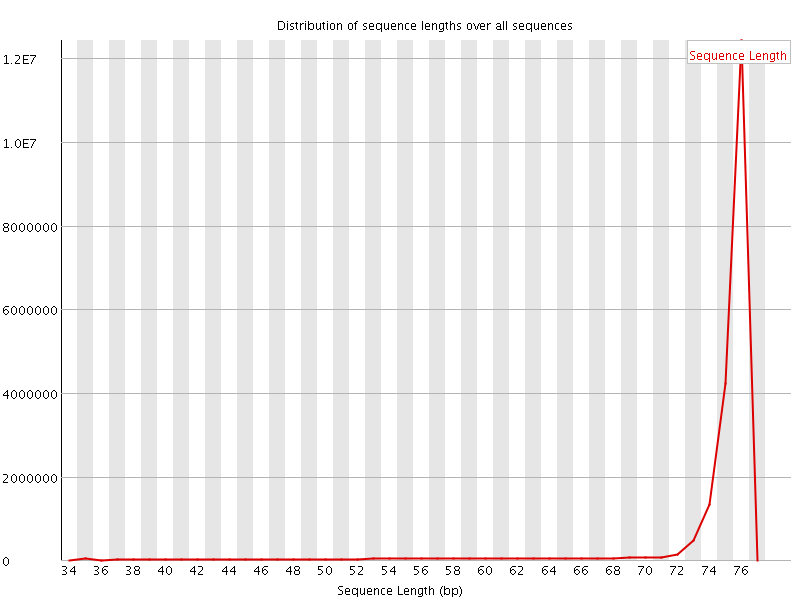 Distribution of sequence lengths over all sequences
Sequence Length
1.2E7
1.0E7
8000000
6000000
4000000
2000000
0
34 36 38 40 42 44 46 48 50 52 54 56 58 60 62 64 66 68 70 72 74 76
Sequence Length (bp)